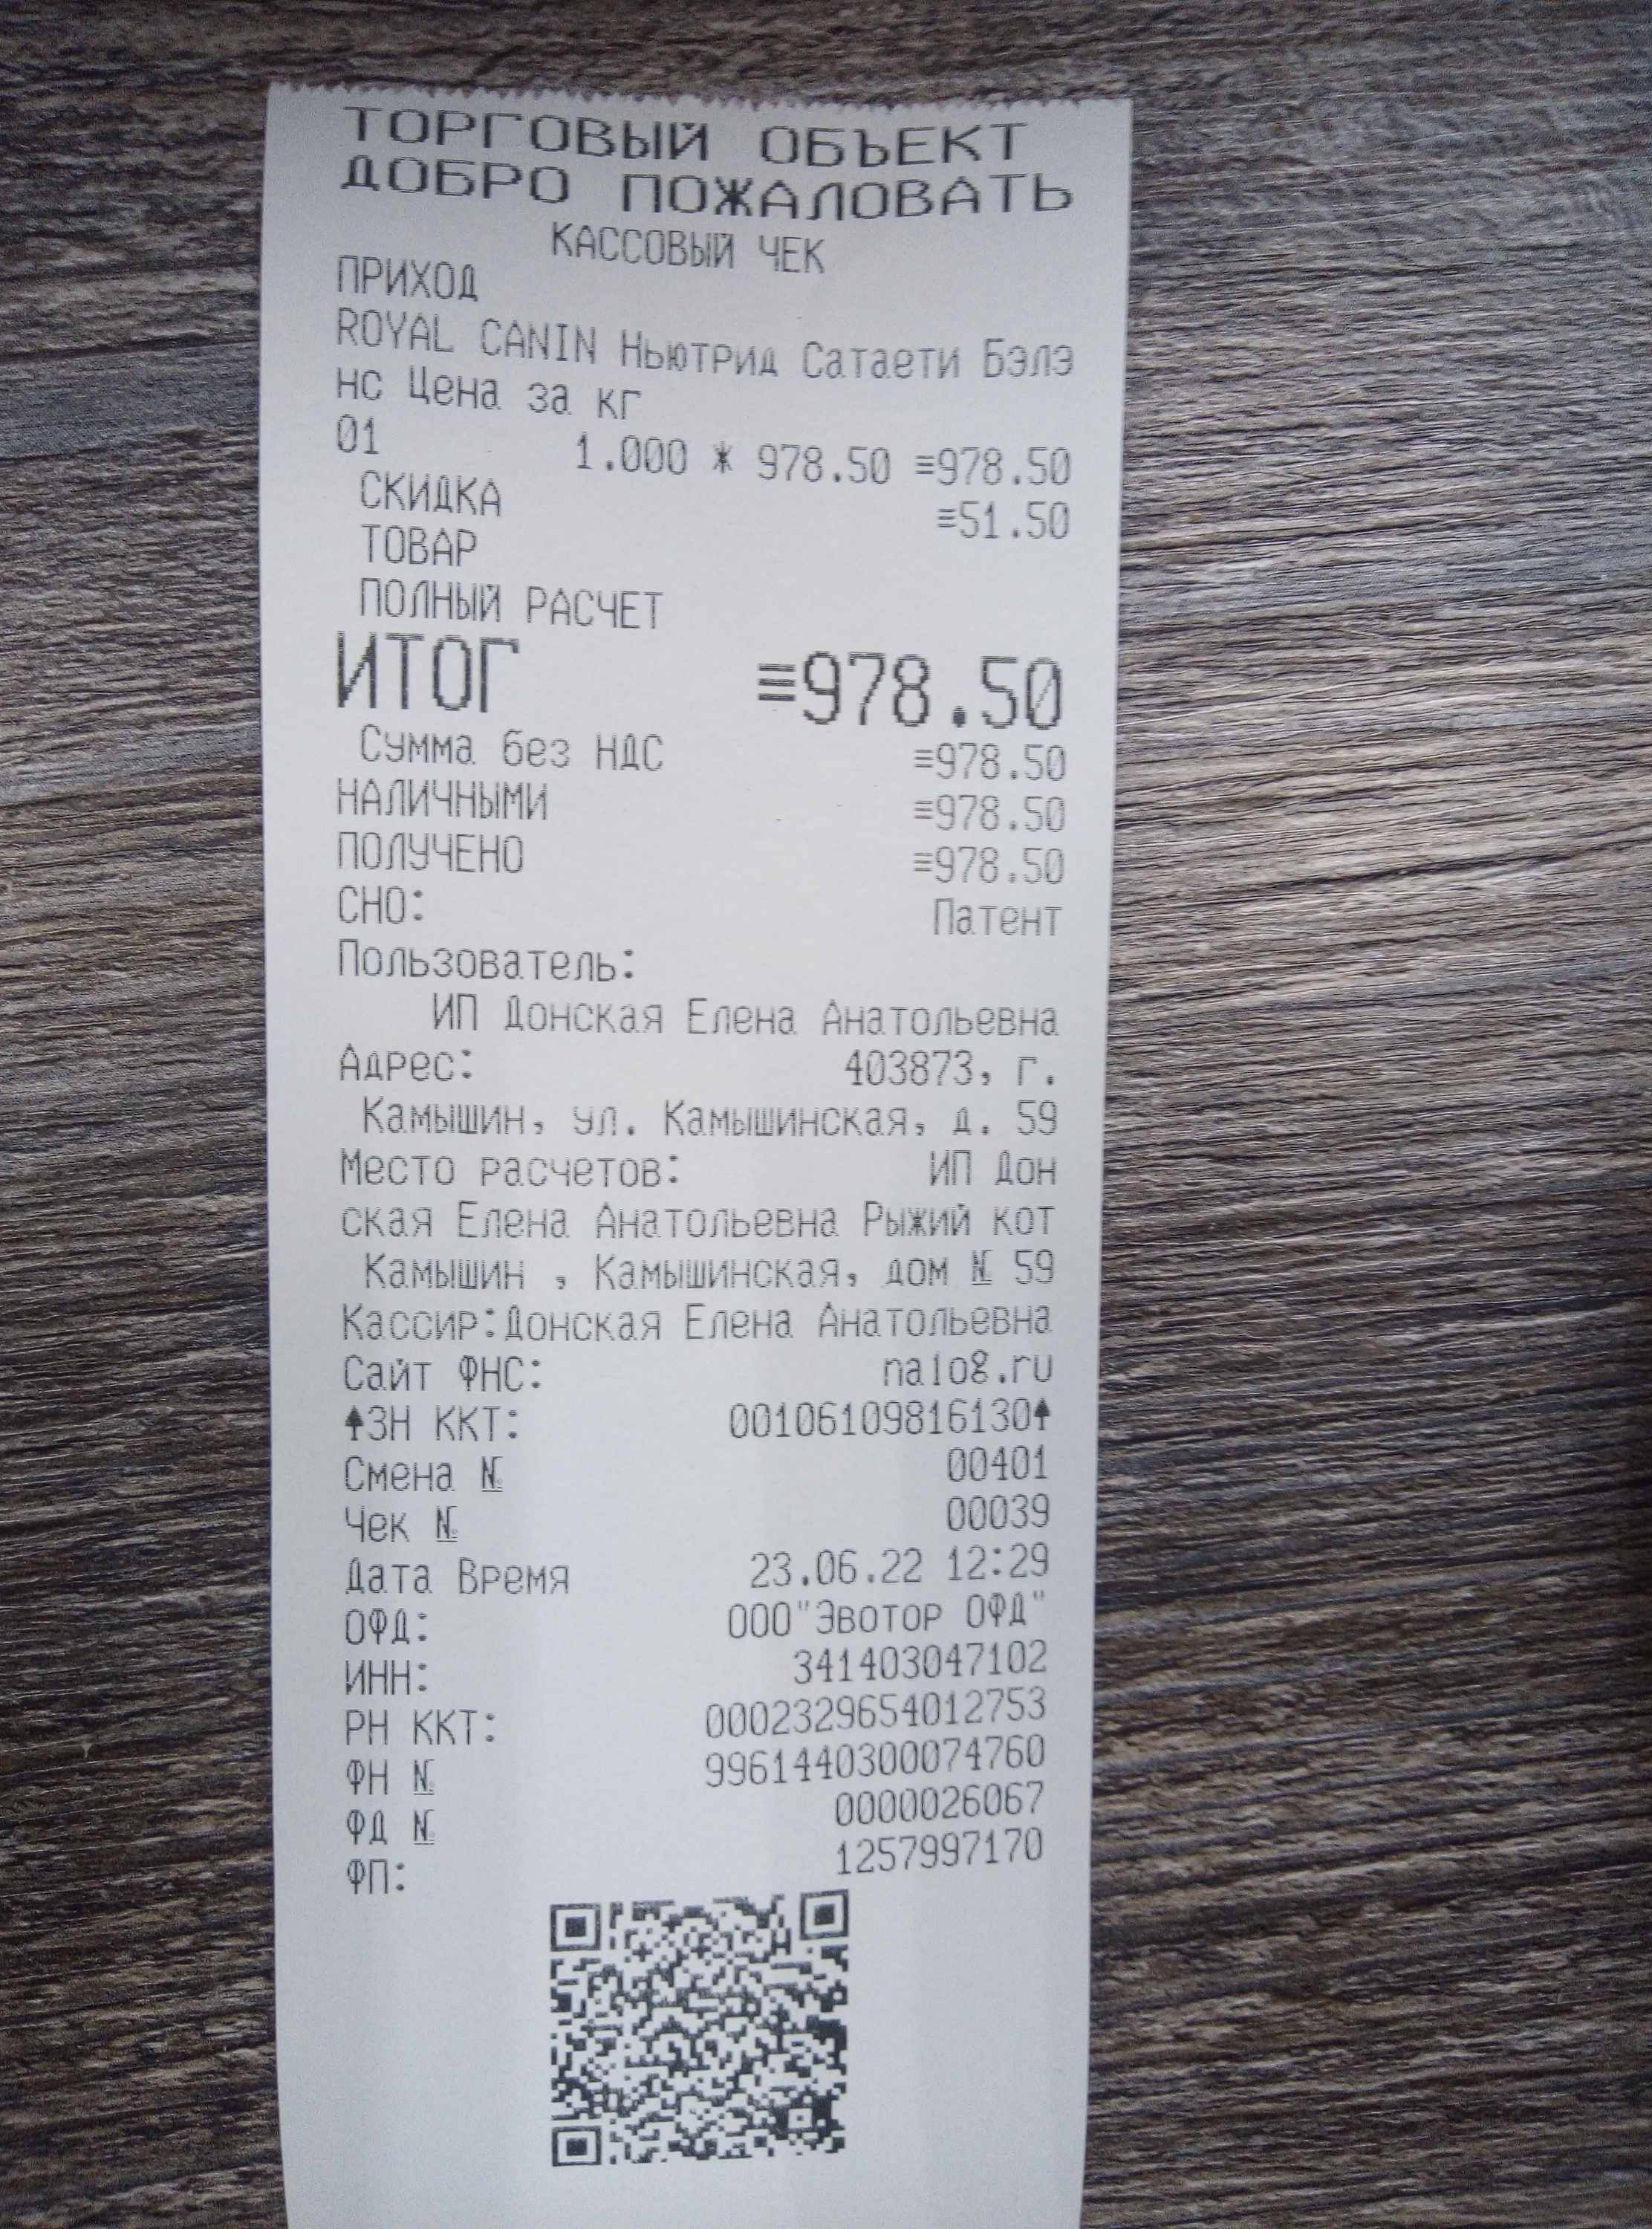 ТОРГОВЫЙ ОБЪЕКТ
ДОБРО ПОЖАЛОВАТЬ
КАССОВЫЙ ЧЕК
ПРИХОД
ROYAL CANIN Ньютрид Сатаети Бэлэ
нс Цена за кг
01 1.000 * 978.50 ≡978.50
СКИДКА ≡51.50
ТОВАР
ПОЛНЫЙ РАСЧЕТ
ИТОГ ≡978.50
Сумма без НДС ≡978.50
НАЛИЧНЫМИ ≡978.50
ПОЛУЧЕНО ≡978.50
СНО: Патент
Пользователь:
ИП Донская Елена Анатольевна
Адрес: 403873, г.
Камышин, ул. Камышинская, д. 59
Место расчетов: ИП Дон
ская Елена Анатольевна Рыжий кот
Камышин , Камышинская, дом № 59
Кассир:Донская Елена Анатольевна
Сайт ФНС: nalog.ru
↑ЗН ККТ: 00106109816130↑
Смена № 00401
Чек № 00039
Дата Время 23.06.22 12:29
ОФД: ООО"Эвотор ОФД"
ИНН: 341403047102
РН ККТ: 0002329654012753
ФН № 9961440300074760
ФД № 0000026067
ФП: 1257997170